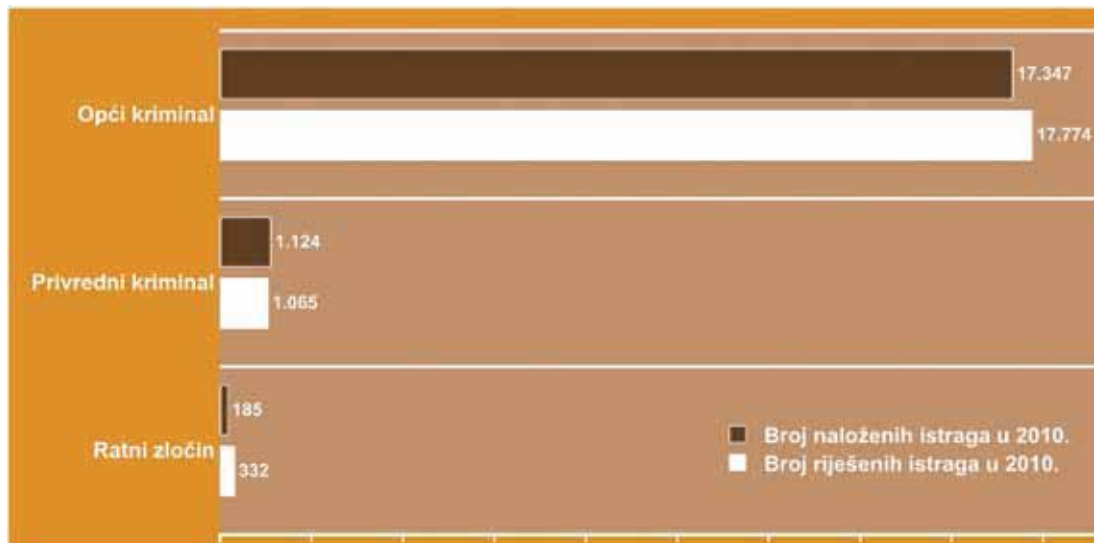 Opći kriminal
17.347
17.774
Privredni kriminal
1.124
1.065
Ratni zločin
185
332
Broj naloženih istraga u 2010.
Broj riješenih istraga u 2010.